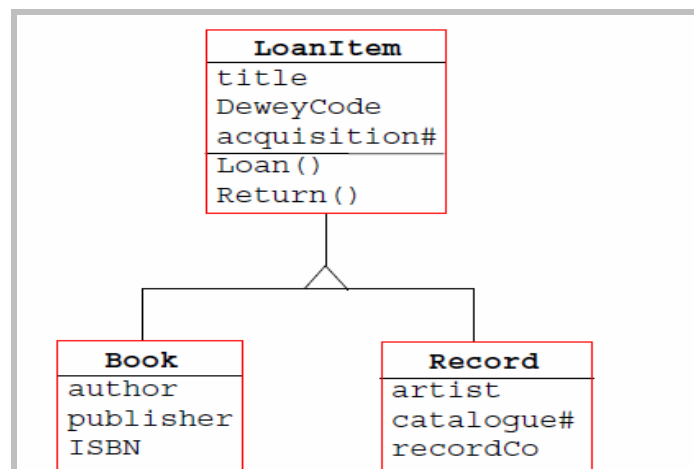 LoanItem
title
DeweyCode
acquisition#
Loan()
Return()
Book
author
publisher
ISBN
Record
artist
catalogue#
recordCo